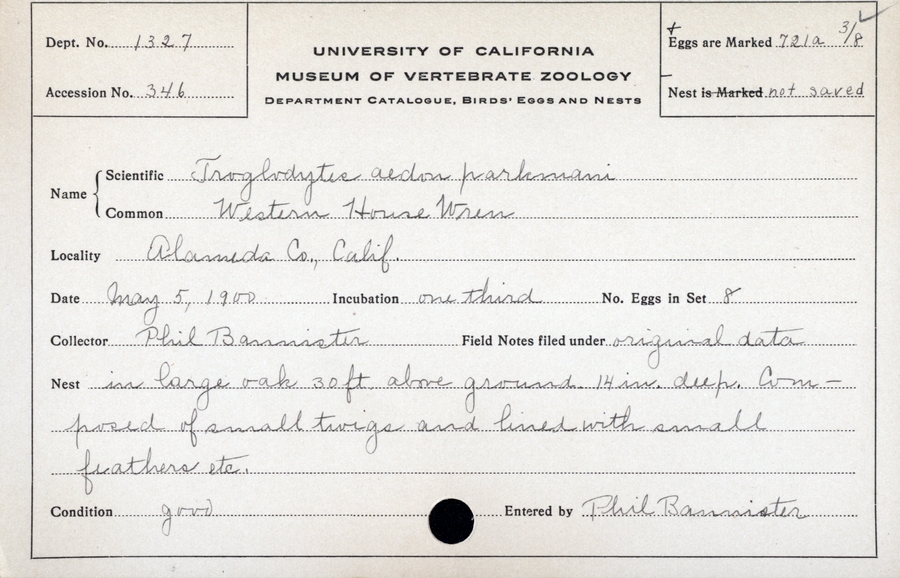 Dept. No. 1327
Accession No. 346
UNIVERSITY OF CALIFORNIA
MUSEUM OF VERTEBRATE ZOOLOGY
DEPARTMENT CATALOGUE, BIRDS' EGGS AND NESTS
+ Eggs are Marked 721a 3/8 ✓
Nest is Marked not saved
Name
Scientific Troglodytes aedon parkmani
Common Western House Wren
Locality Alameda Co., Calif.
Date May 5, 1900 Incubation one third No. Eggs in Set 8
Collector Phil Bannister Field Notes filed under original data
Nest in large oak 30 ft. above ground. 14 in. deep. Com-
posed of small twigs and lined with small
feathers etc.
Condition good Entered by Phil Bannister